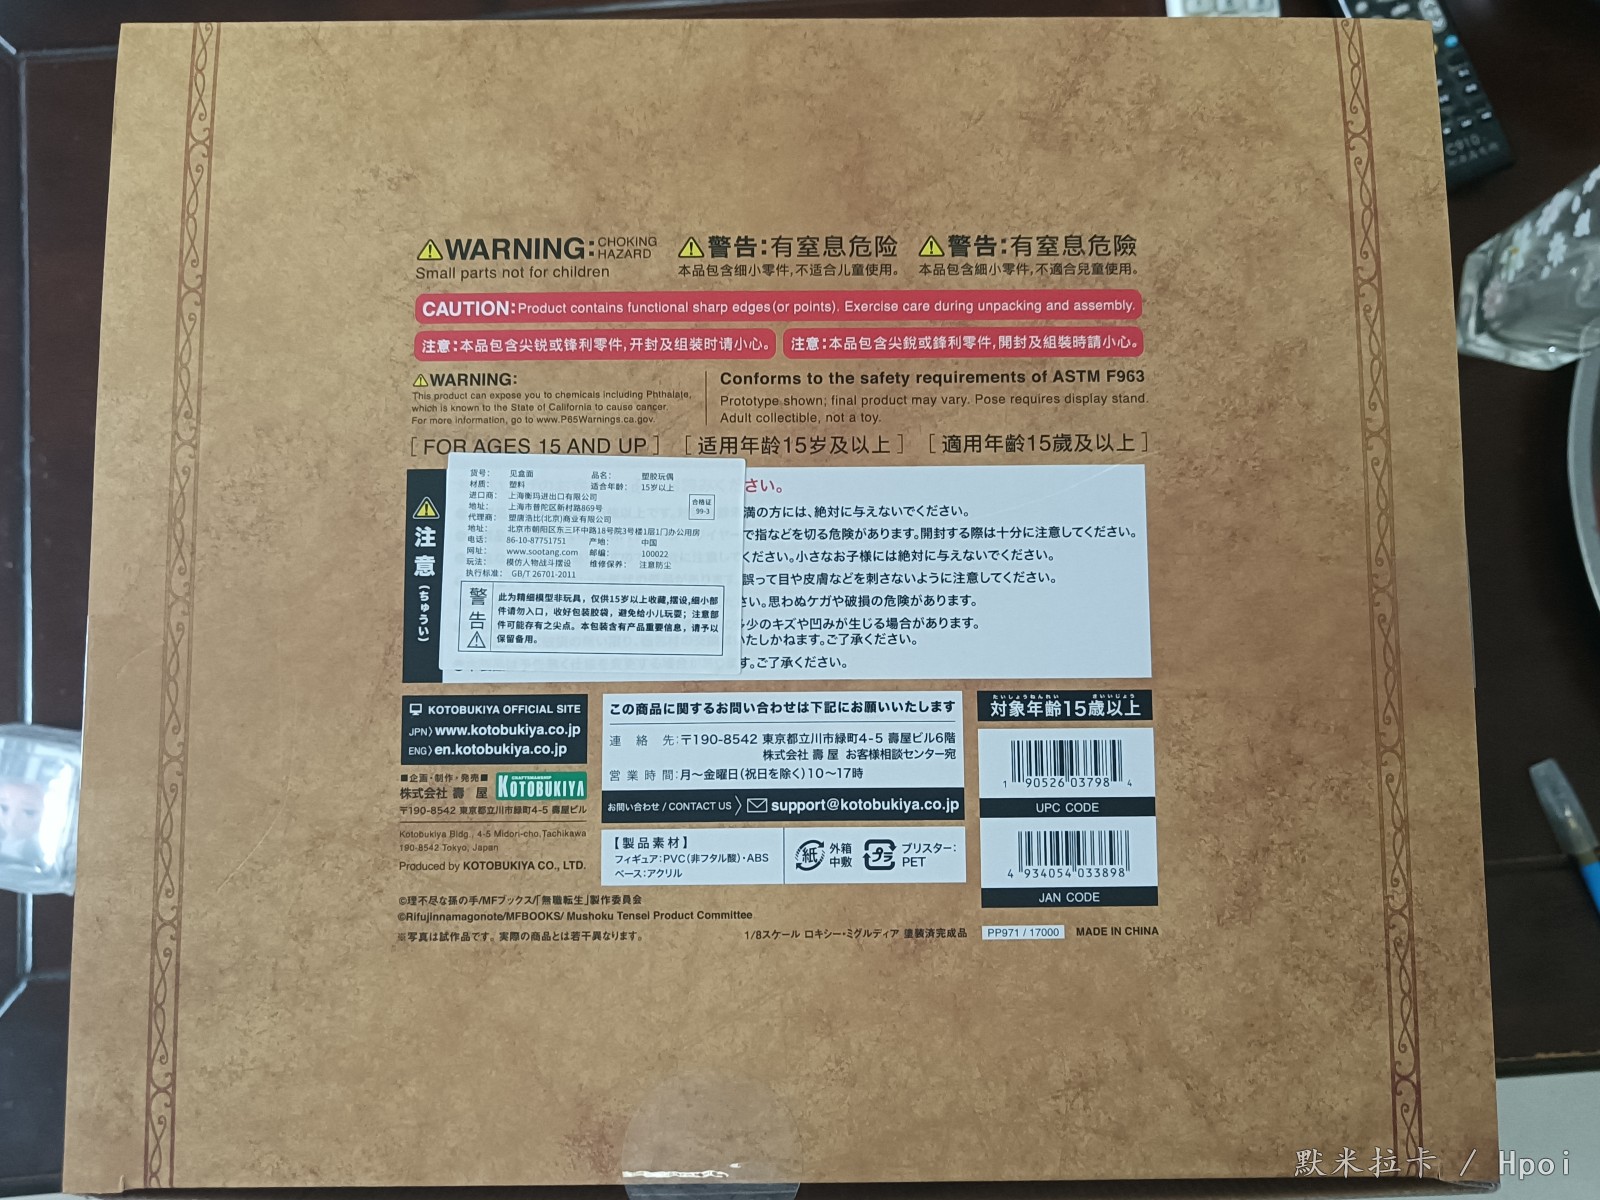 WARNING: CHOKING HAZARD
Small parts not for children
警告:有窒息危险
本品包含细小零件,不适合儿童使用。
警告:有窒息危險
本品包含細小零件,不適合兒童使用。
CAUTION: Product contains functional sharp edges (or points). Exercise care during unpacking and assembly.
注意:本品包含尖锐或锋利零件,开封及组装时请小心。
注意:本品包含尖銳或鋒利零件,開封及組裝時請小心。
WARNING:
This product can expose you to chemicals including Phthalate,
which is known to the State of California to cause cancer.
For more information, go to www.P65Warnings.ca.gov.
Conforms to the safety requirements of ASTM F963
Prototype shown; final product may vary. Pose requires display stand.
Adult collectible, not a toy.
[FOR AGES 15 AND UP] [适用年龄15岁及以上] [適用年齡15歲及以上]
注意(ちゅうい)
货号: 见盒面 品名: 塑胶玩偶
材质: 塑料 适合年龄: 15岁以上
进口商: 上海衡玛进出口有限公司
地址: 上海市普陀区新村路869号
代理商: 塑唐浩比(北京)商业有限公司
地址: 北京市朝阳区东三环中路18号院3号楼1层1门办公用房
电话: 86-10-87751751 产地: 中国
网址: www.sootang.com 邮编: 100022
玩法: 模仿人物战斗摆设 维修保养: 注意防尘
执行标准: GB/T 26701-2011
合格证
99-3
警告
此为精细模型非玩具,仅供15岁以上收藏,摆设,细小部
件请勿入口,收好包装胶袋,避免给小儿玩耍;注意部
件可能存有之尖点。本包装含有产品重要信息,请予以
保留备用。
さい。
満の方には、絶対に与えないでください。
で指などを切る危険があります。開封する際は十分に注意してください。
ください。小さなお子様には絶対に与えないでください。
誤って目や皮膚などを刺さないように注意してください。
さい。思わぬケガや破損の危険があります。
多少のキズや凹みが生じる場合があります。
いたしかねます。ご了承ください。
す。ご了承ください。
KOTOBUKIYA OFFICIAL SITE
JPN〉www.kotobukiya.co.jp
ENG〉en.kotobukiya.co.jp
■企画・制作・発売■
株式会社 壽 屋
CRAFTSMANSHIP
KOTOBUKIYA
〒190-8542 東京都立川市緑町4-5 壽屋ビル
Kotobukiya Bldg., 4-5 Midori-cho,Tachikawa
190-8542 Tokyo, Japan
Produced by KOTOBUKIYA CO., LTD.
この商品に関するお問い合わせは下記にお願いいたします
連絡先:〒190-8542 東京都立川市緑町4-5 壽屋ビル6階
株式会社 壽 屋 お客様相談センター宛
営業時間:月〜金曜日(祝日を除く)10〜17時
お問い合わせ / CONTACT US 〉 support@kotobukiya.co.jp
【製品素材】
フィギュア:PVC(非フタル酸)・ABS
ベース:アクリル
紙
外箱
中敷
プラ
ブリスター:
PET
たいしょうねんれい さいいじょう
対象年齢15歳以上
1 90526 03798 4
UPC CODE
4 934054 033898
JAN CODE
©理不尽な孫の手/MFブックス/「無職転生」製作委員会
©Rifujinnamagonote/MFBOOKS/ Mushoku Tensei Product Committee
※写真は試作品です。実際の商品とは若干異なります。
1/8スケール ロキシー・ミグルディア 塗装済完成品
PP971 / 17000
MADE IN CHINA
默米拉卡 / Hpoi